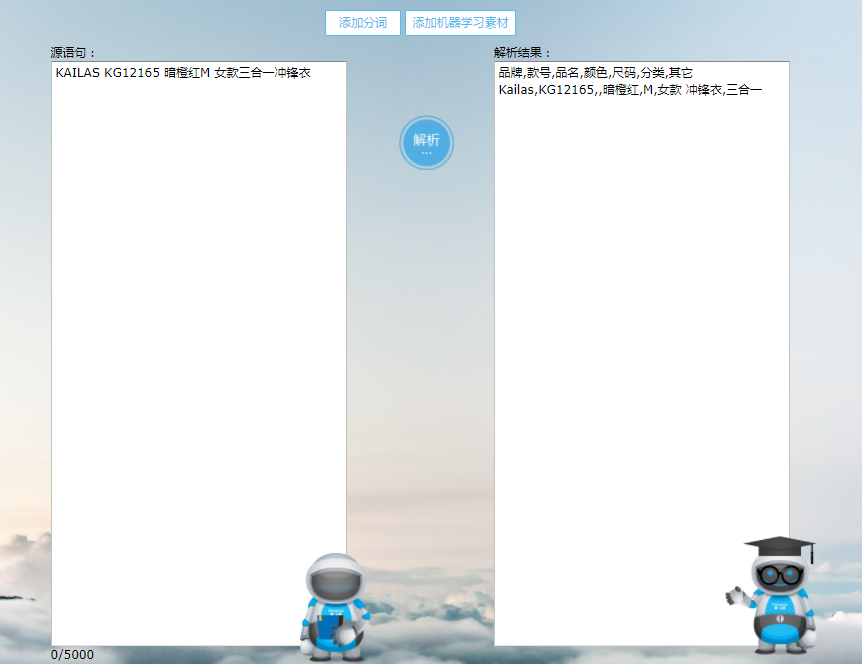 添加分词 添加机器学习素材
源语句：
KAILAS KG12165 暗橙红M 女款三合一冲锋衣
解析
...
解析结果：
品牌,款号,品名,颜色,尺码,分类,其它
Kailas,KG12165,,暗橙红,M,女款 冲锋衣,三合一
0/5000